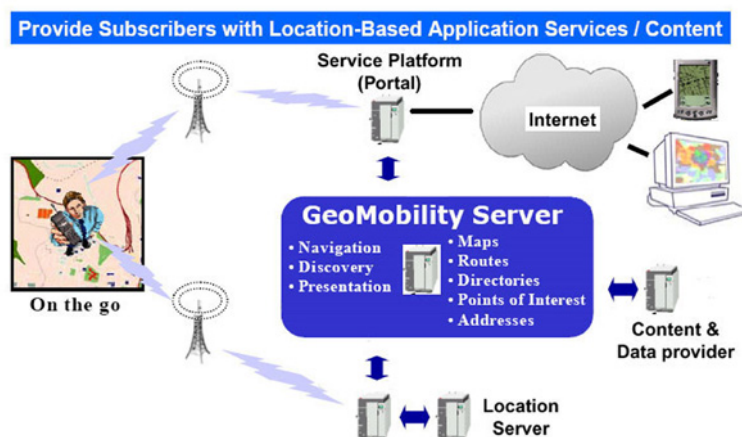 Provide Subscribers with Location-Based Application Services / Content
Service Platform
(Portal)
Internet
GeoMobility Server
• Navigation
• Discovery
• Presentation
• Maps
• Routes
• Directories
• Points of Interest
• Addresses
On the go
Content &
Data provider
Location
Server